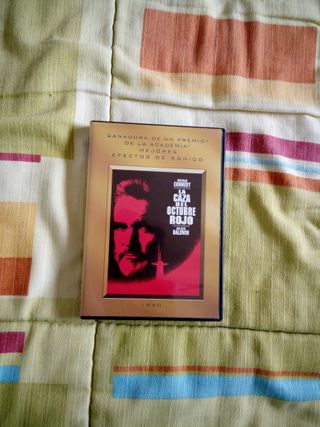 GANADORA DE UN PREMIO
DE LA ACADEMIA
MEJORES
EFECTOS DE SONIDO
SEAN
CONNERY
LA
CAZA
DEL
OCTUBRE
ROJO
ALEC
BALDWIN
1990